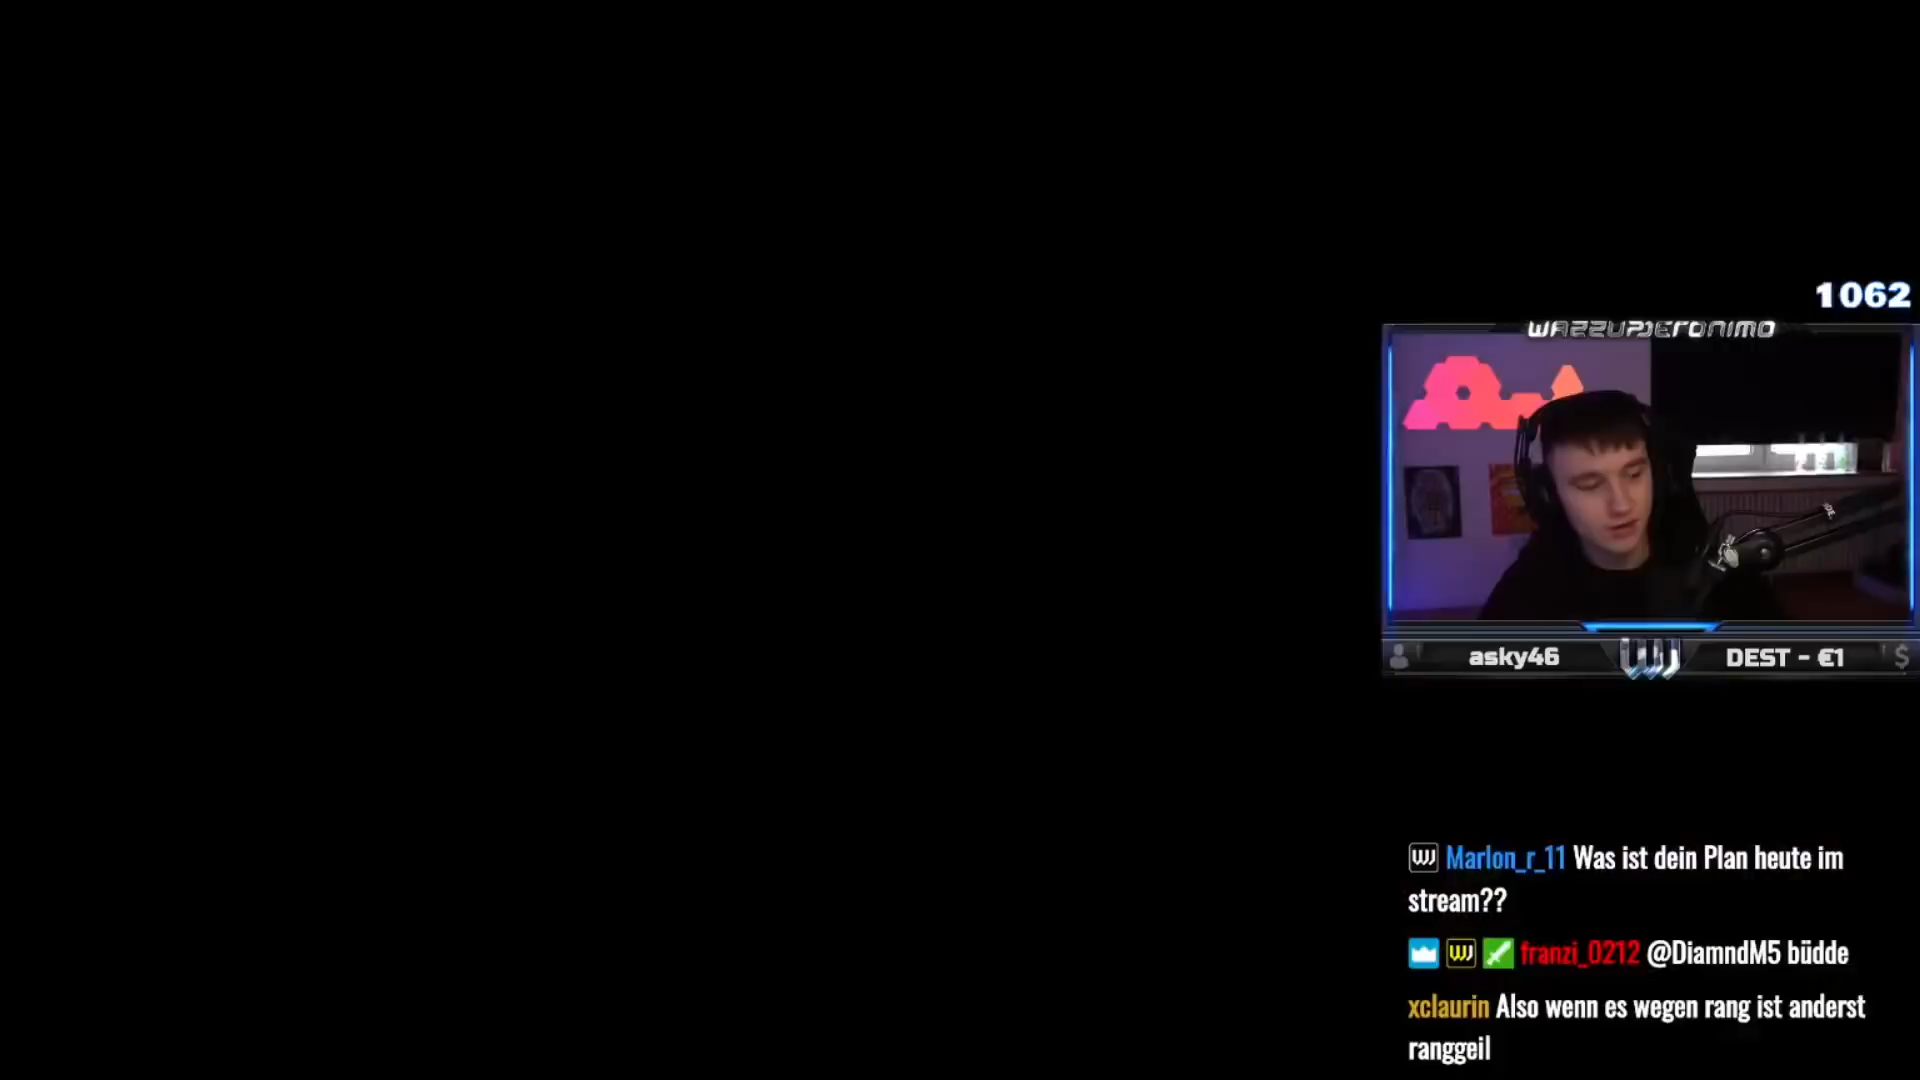 1062
WAZZUPJERONIMO
asky46
DEST - €1
Marlon_r_11 Was ist dein Plan heute im
stream??
franzi_0212 @DiamndM5 büdde
xclaurin Also wenn es wegen rang ist anderst
ranggeil